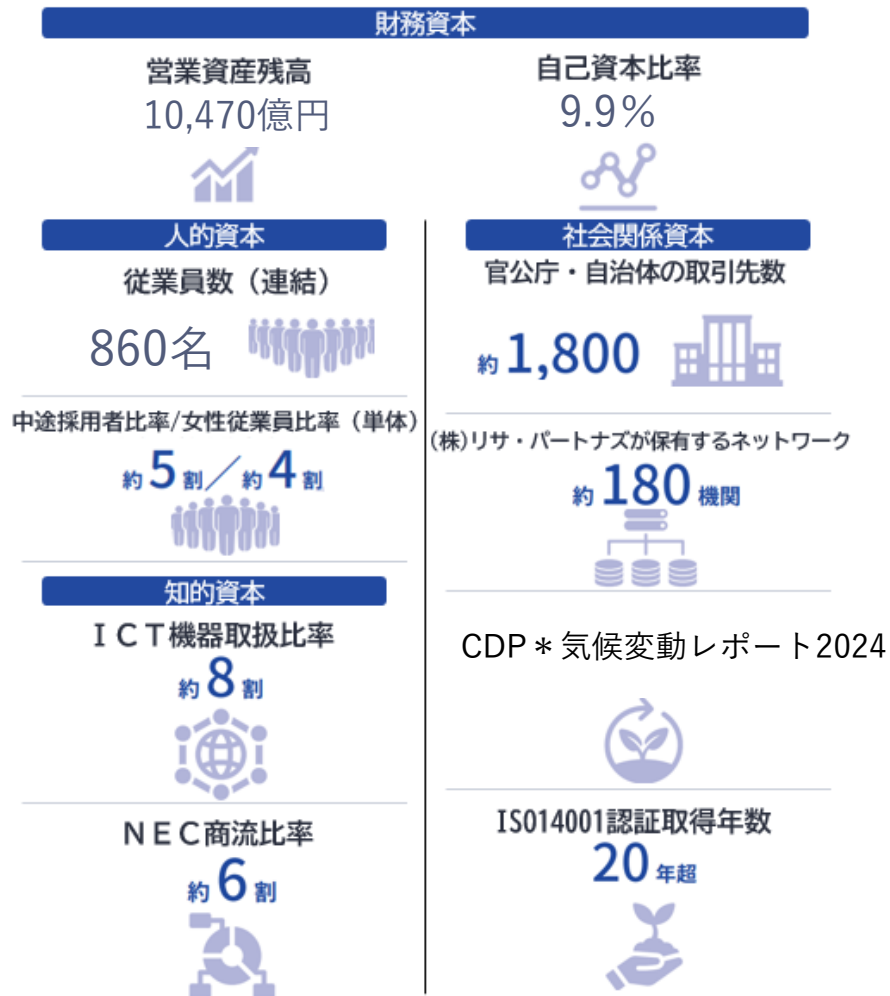 財務資本
営業資産残高
10,470億円
自己資本比率
9.9%
人的資本
従業員数（連結）
860名
中途採用者比率/女性従業員比率（単体）
約5割／約4割
知的資本
ＩＣＴ機器取扱比率
約8割
ＮＥＣ商流比率
約6割
社会関係資本
官公庁・自治体の取引先数
約1,800
(株)リサ・パートナズが保有するネットワーク
約180機関
CDP＊気候変動レポート2024
ISO14001認証取得年数
20年超